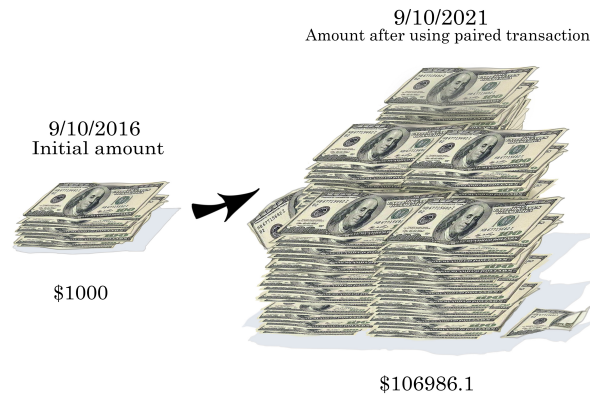 9/10/2021
Amount after using paired transaction
9/10/2016
Initial amount
$1000
$106986.1